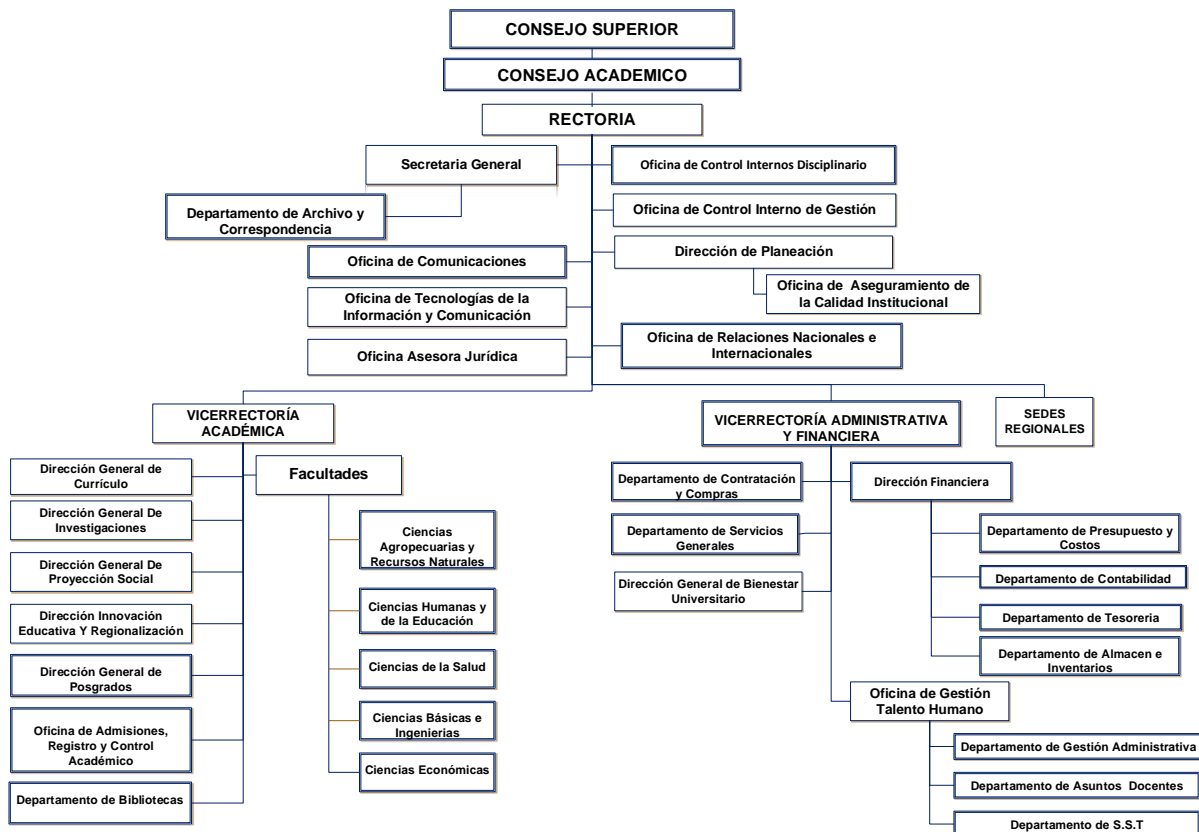 CONSEJO SUPERIOR
CONSEJO ACADEMICO
RECTORIA
Secretaria General
Oficina de Control Internos Disciplinario
Departamento de Archivo y
Correspondencia
Oficina de Control Interno de Gestión
Oficina de Comunicaciones
Dirección de Planeación
Oficina de Aseguramiento de
la Calidad Institucional
Oficina de Tecnologías de la
Información y Comunicación
Oficina de Relaciones Nacionales e
Internacionales
Oficina Asesora Jurídica
VICERRECTORÍA
ACADÉMICA
VICERRECTORÍA ADMINISTRATIVA
Y FINANCIERA
SEDES
REGIONALES
Dirección General de
Currículo
Dirección General De
Investigaciones
Dirección General De
Proyección Social
Dirección Innovación
Educativa Y Regionalización
Dirección General de
Posgrados
Oficina de Admisiones,
Registro y Control
Académico
Departamento de Bibliotecas
Facultades
Ciencias
Agropecuarias y
Recursos Naturales
Ciencias Humanas y
de la Educación
Ciencias de la Salud
Ciencias Básicas e
Ingenierias
Ciencias Económicas
Departamento de Contratación
y Compras
Departamento de Servicios
Generales
Dirección General de Bienestar
Universitario
Dirección Financiera
Departamento de Presupuesto y
Costos
Departamento de Contabilidad
Departamento de Tesoreria
Departamento de Almacen e
Inventarios
Oficina de Gestión
Talento Humano
Departamento de Gestión Administrativa
Departamento de Asuntos Docentes
Departamento de S.S.T